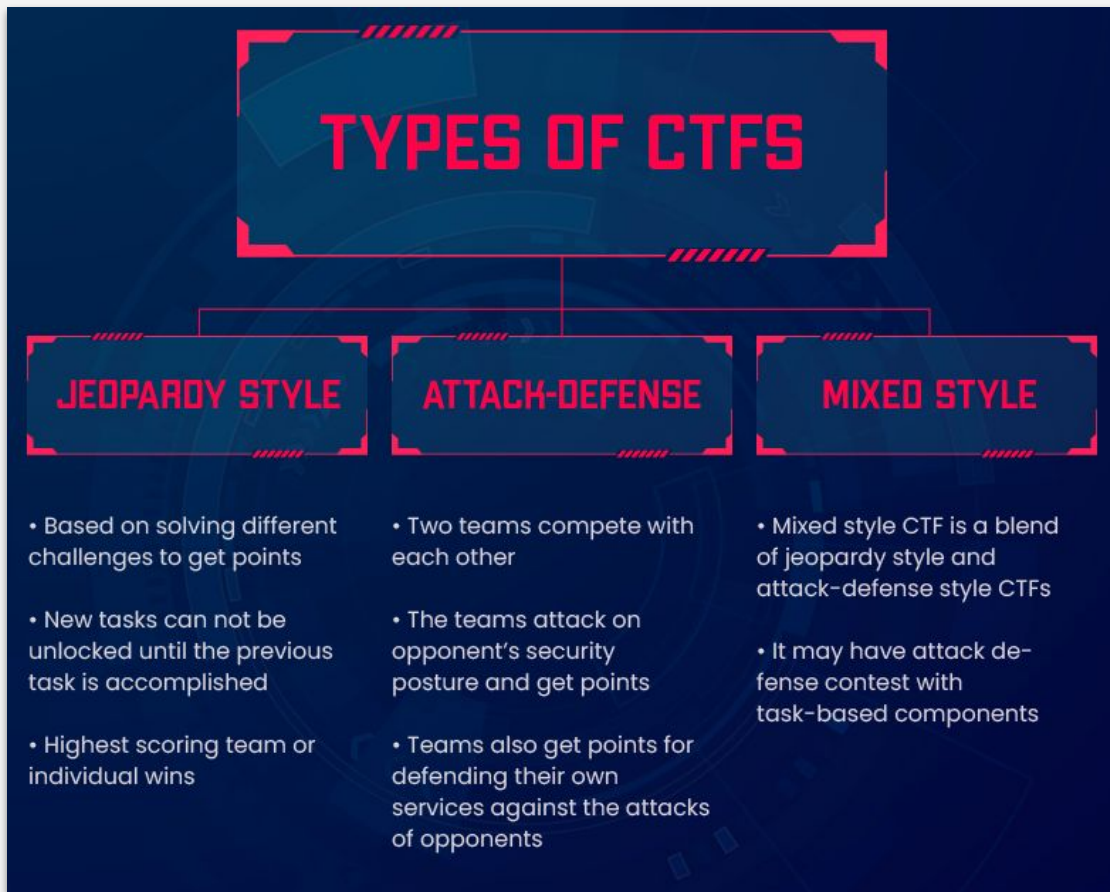 TYPES OF CTFS
JEOPARDY STYLE
• Based on solving different
challenges to get points
• New tasks can not be
unlocked until the previous
task is accomplished
• Highest scoring team or
individual wins
ATTACK-DEFENSE
• Two teams compete with
each other
• The teams attack on
opponent’s security
posture and get points
• Teams also get points for
defending their own
services against the attacks
of opponents
MIXED STYLE
• Mixed style CTF is a blend
of jeopardy style and
attack-defense style CTFs
• It may have attack de-
fense contest with
task-based components